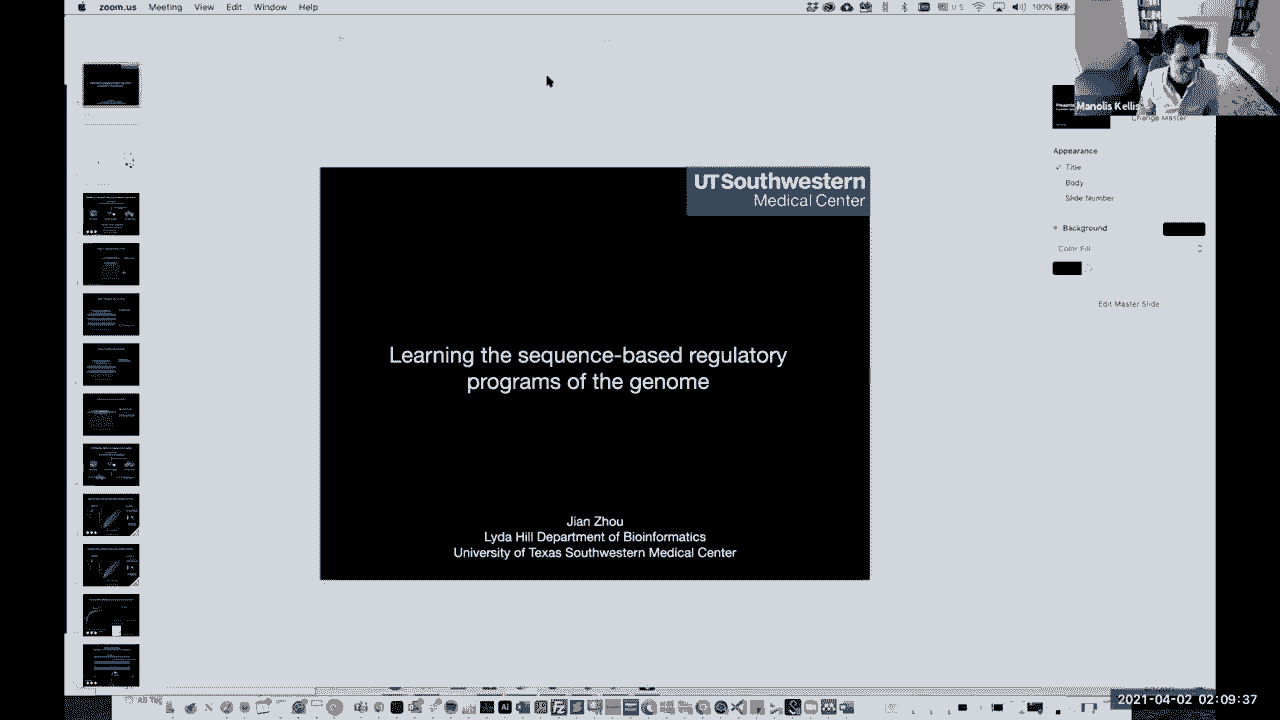 zoom.us Meeting View Edit Window Help
U S 100%
Manolis Kellis
Change Master
Appearance
✓ Title
Body
Slide Number
Background
Color Fill
Edit Master Slide
UTSouthwestern
Medical Center
Learning the sequence-based regulatory
programs of the genome
Jian Zhou
Lyda Hill Department of Bioinformatics
University of Texas Southwestern Medical Center
2021-04-02 02:09:37